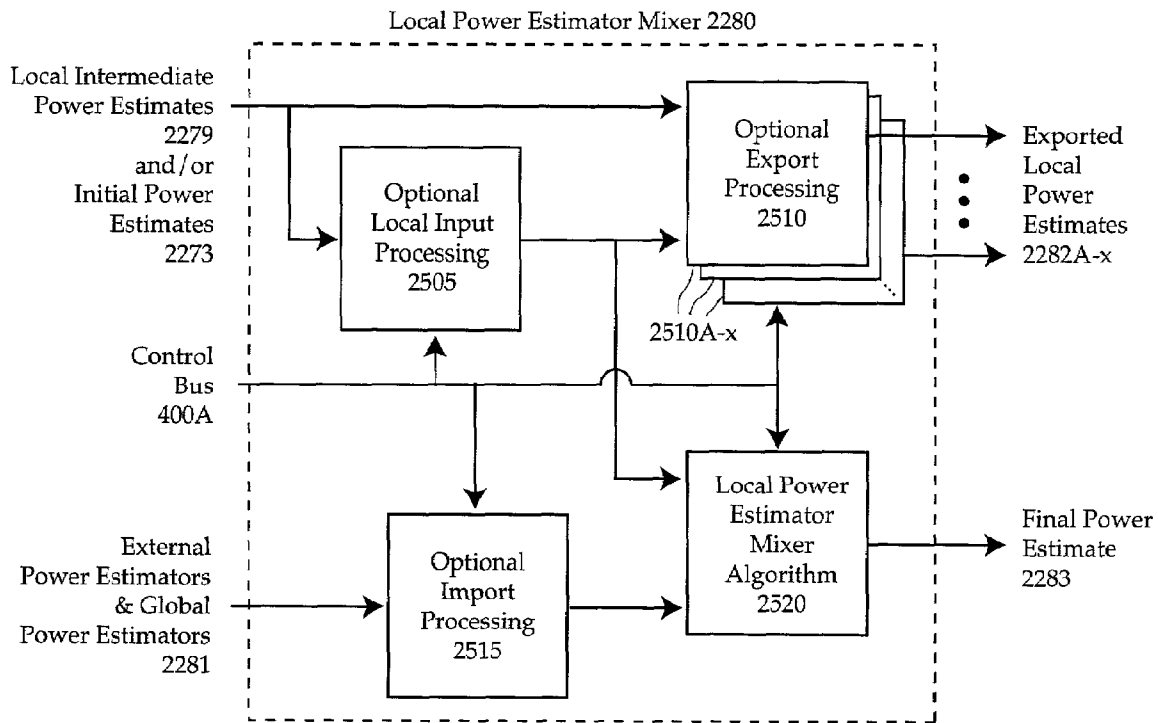 Local Power Estimator Mixer 2280
Local Intermediate
Power Estimates
2279
and/or
Initial Power
Estimates
2273
Optional
Local Input
Processing
2505
Optional
Export
Processing
2510
2510A-x
Exported
Local
Power
Estimates
2282A-x
Control
Bus
400A
External
Power Estimators
& Global
Power Estimators
2281
Optional
Import
Processing
2515
Local Power
Estimator
Mixer
Algorithm
2520
Final Power
Estimate
2283